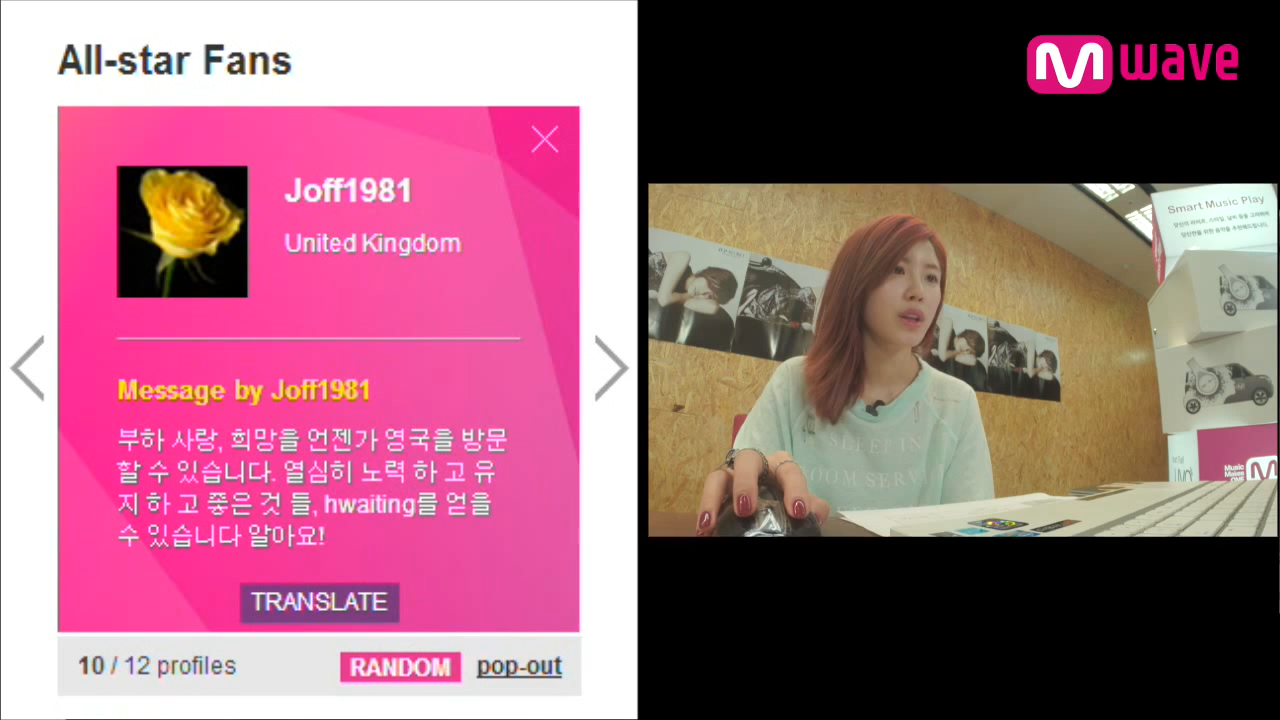 All-star Fans
Joff1981
United Kingdom
Message by Joff1981
부하 사랑, 희망을 언젠가 영국을 방문
할 수 있습니다. 열심히 노력 하 고 유
지 하 고 좋은 것 들, hwaiting를 얻을
수 있습니다 알아요!
TRANSLATE
10 / 12 profiles
RANDOM
pop-out
M wave
Smart Music Play
SLEEP IN
ROOM SERV
Music
Makes
ONE